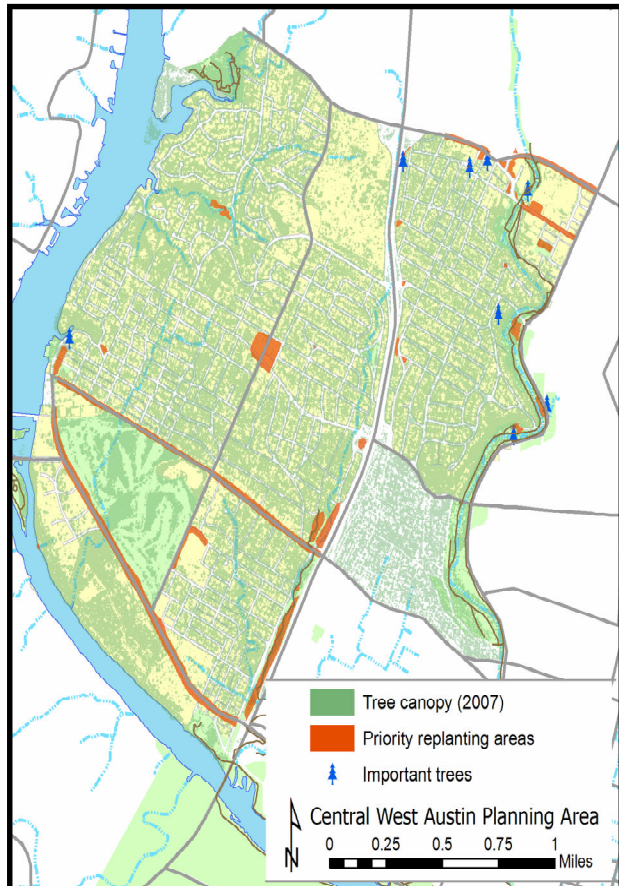 Tree canopy (2007)
Priority replanting areas
Important trees
Central West Austin Planning Area
N
0 0.25 0.5 0.75 1
Miles